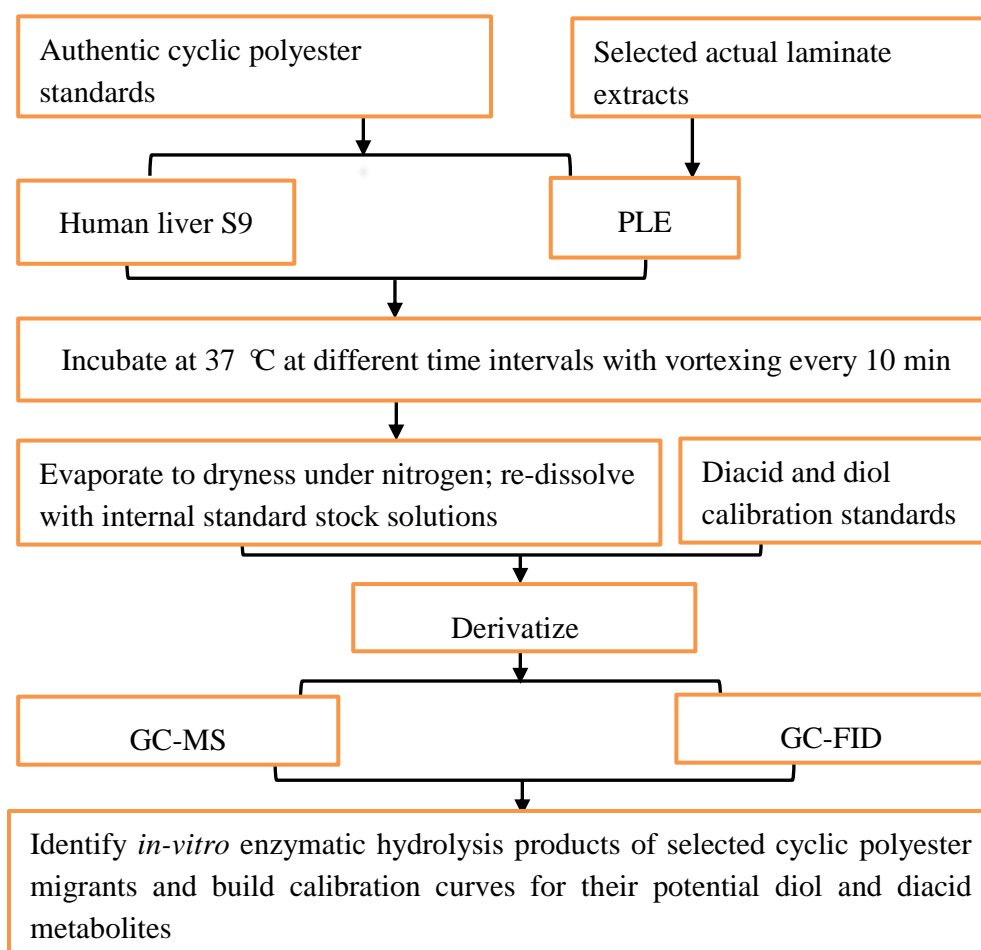 Authentic cyclic polyester
standards
Selected actual laminate
extracts
Human liver S9
PLE
Incubate at 37 ℃ at different time intervals with vortexing every 10 min
Evaporate to dryness under nitrogen; re-dissolve
with internal standard stock solutions
Diacid and diol
calibration standards
Derivatize
GC-MS
GC-FID
Identify in-vitro enzymatic hydrolysis products of selected cyclic polyester
migrants and build calibration curves for their potential diol and diacid
metabolites